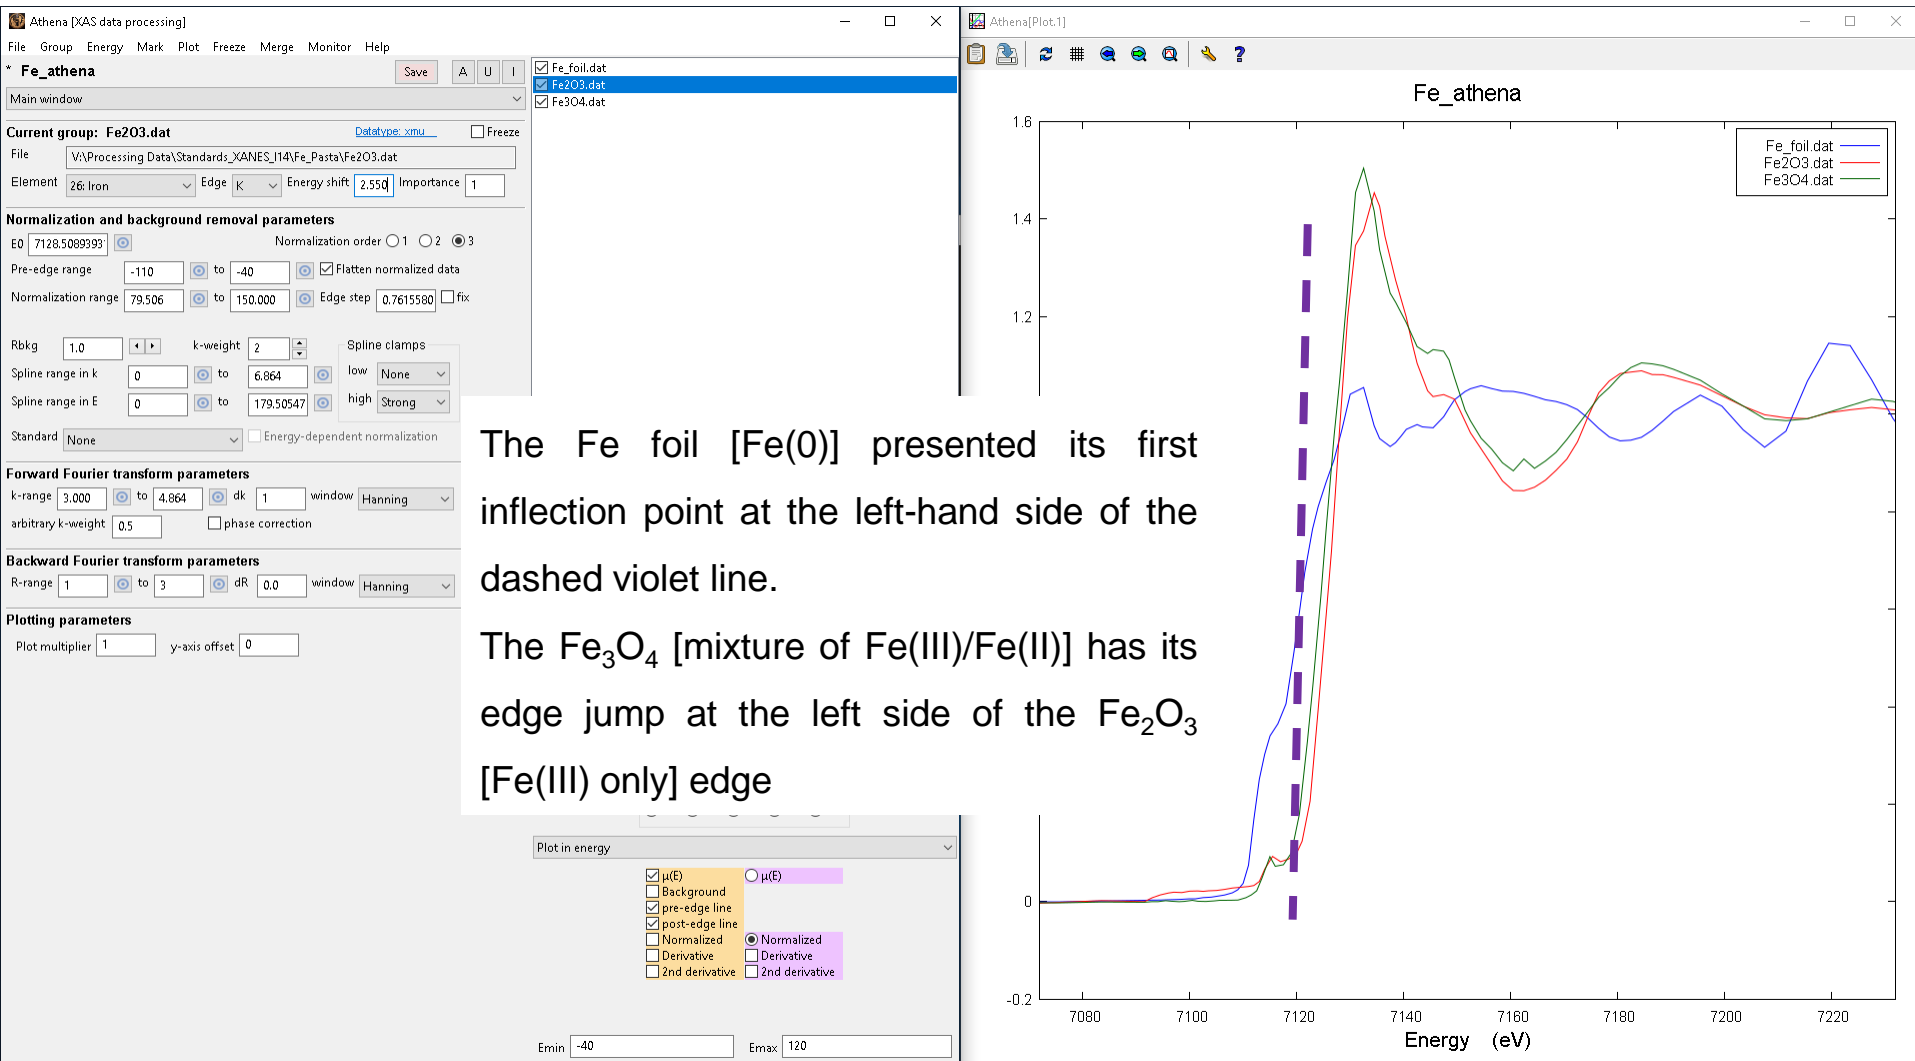 Athena [XAS data processing]
File Group Energy Mark Plot Freeze Merge Monitor Help
* Fe_athena Save A U I
Main window
Current group: Fe2O3.dat Datatype: xmu Freeze
File V:\Processing Data\Standards_XANES_I14\Fe_Pasta\Fe2O3.dat
Element 26: Iron Edge K Energy shift 2.550 Importance 1
Normalization and background removal parameters
E0 7128.5089393 Normalization order 1 2 3
Pre-edge range -110 to -40 Flatten normalized data
Normalization range 79.506 to 150.000 Edge step 0.7615580 fix
Rbkg 1.0 k-weight 2 Spline clamps
Spline range in k 0 to 6.864 low None
Spline range in E 0 to 179.50547 high Strong
Standard None Energy-dependent normalization
Forward Fourier transform parameters
k-range 3.000 to 4.864 dk 1 window Hanning
arbitrary k-weight 0.5 phase correction
Backward Fourier transform parameters
R-range 1 to 3 dR 0.0 window Hanning
Plotting parameters
Plot multiplier 1 y-axis offset 0
Fe_foil.dat
Fe2O3.dat
Fe3O4.dat
The Fe foil [Fe(0)] presented its first
inflection point at the left-hand side of the
dashed violet line.
The Fe₃O₄ [mixture of Fe(III)/Fe(II)] has its
edge jump at the left side of the Fe₂O₃
[Fe(III) only] edge
Plot in energy
μ(E) μ(E)
Background
pre-edge line
post-edge line
Normalized Normalized
Derivative Derivative
2nd derivative 2nd derivative
Emin -40 Emax 120
Athena[Plot.1]
Fe_athena
Fe_foil.dat
Fe2O3.dat
Fe3O4.dat
1.6
1.4
1.2
0
-0.2
7080 7100 7120 7140 7160 7180 7200 7220
Energy (eV)